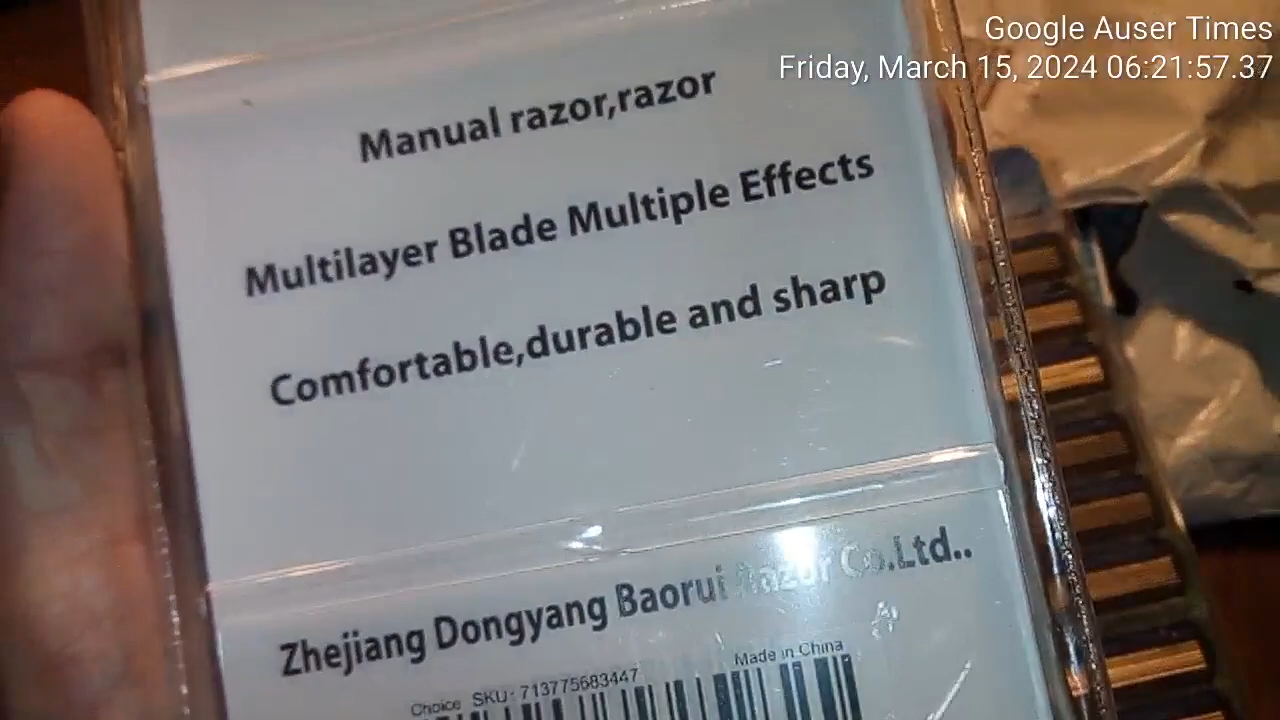 Google Auser Times
Friday, March 15, 2024 06:21:57.37
Manual razor,razor
Multilayer Blade Multiple Effects
Comfortable,durable and sharp
Zhejiang Dongyang Baorui Razor Co.Ltd..
Made in China
Choice SKU: 713775683447